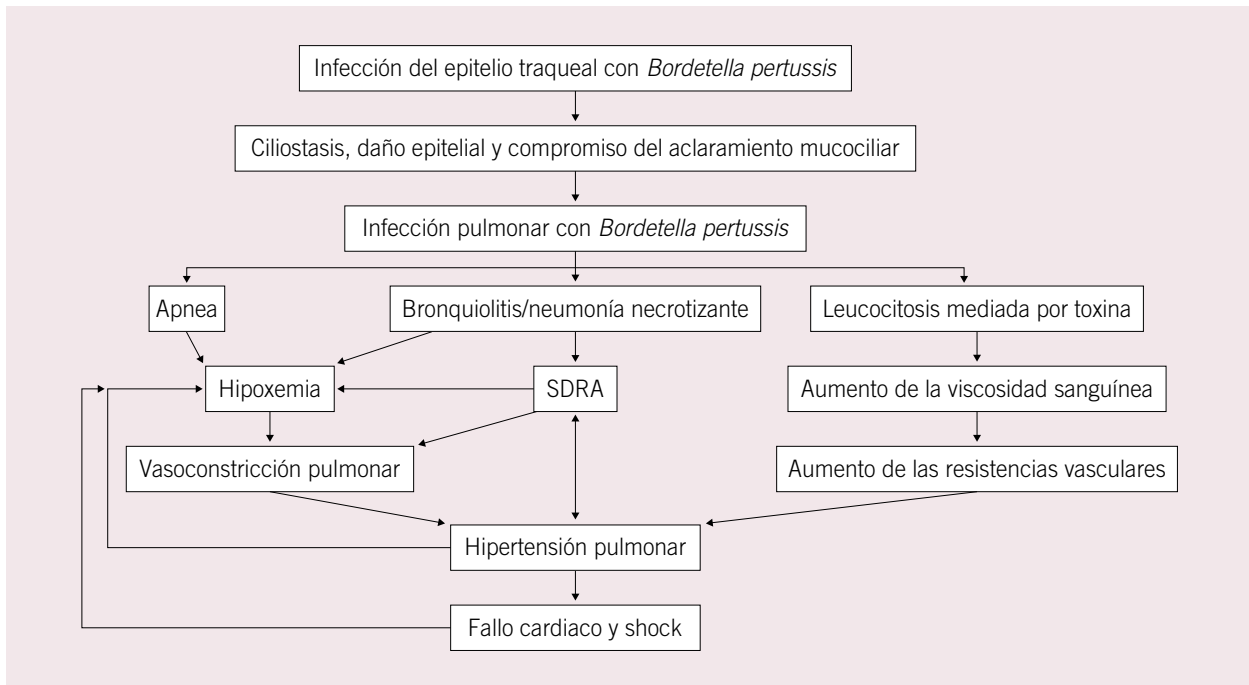 Infección del epitelio traqueal con Bordetella pertussis
Ciliostasis, daño epitelial y compromiso del aclaramiento mucociliar
Infección pulmonar con Bordetella pertussis
Apnea
Bronquiolitis/neumonía necrotizante
Leucocitosis mediada por toxina
Hipoxemia
SDRA
Aumento de la viscosidad sanguínea
Vasoconstricción pulmonar
Aumento de las resistencias vasculares
Hipertensión pulmonar
Fallo cardiaco y shock